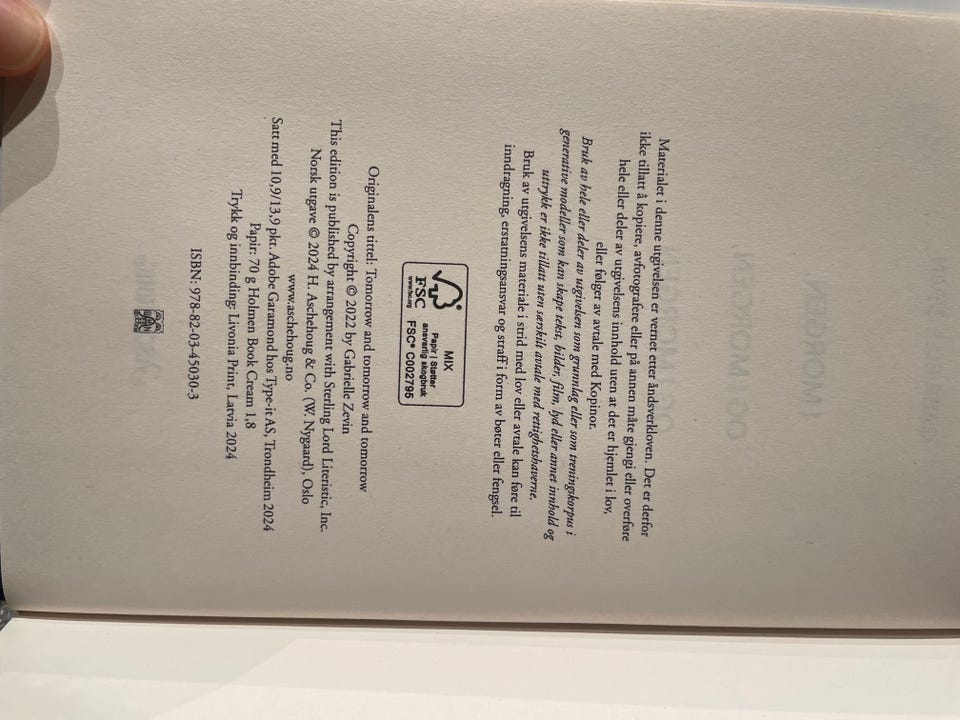 Materialet i denne utgivelsen er vernet etter åndsverkloven. Det er derfor
ikke tillatt å kopiere, avfotografere eller på annen måte gjengi eller overføre
hele eller deler av utgivelsens innhold uten at det er hjemlet i lov,
eller følger av avtale med Kopinor.
Bruk av hele eller deler av utgivelsen som grunnlag eller som treningskorpus i
generative modeller som kan skape tekst, bilder, film, lyd eller annet innhold og
uttrykk er ikke tillatt uten særskilt avtale med rettighetshaverne.
Bruk av utgivelsens materiale i strid med lov eller avtale kan føre til
inndragning, erstatningsansvar og straff i form av bøter eller fengsel.
MIX
Papir | Støtter
ansvarlig skogbruk
FSC
www.fsc.org
FSC® C002795
Originalens tittel: Tomorrow and tomorrow and tomorrow
Copyright © 2022 by Gabrielle Zevin
This edition is published by arrangement with Sterling Lord Literistic, Inc.
Norsk utgave © 2024 H. Aschehoug & Co. (W. Nygaard), Oslo
www.aschehoug.no
Satt med 10,9/13,9 pkt. Adobe Garamond hos Type-it AS, Trondheim 2024
Papir: 70 g Holmen Book Cream 1,8
Trykk og innbinding: Livonia Print, Latvia 2024
ISBN: 978-82-03-45030-3